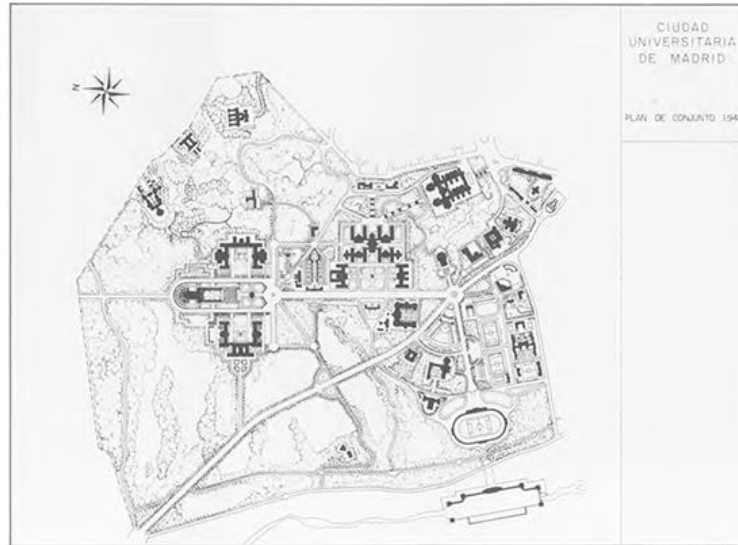 CIUDAD
UNIVERSITARIA
DE MADRID
PLAN DE CONJUNTO
N